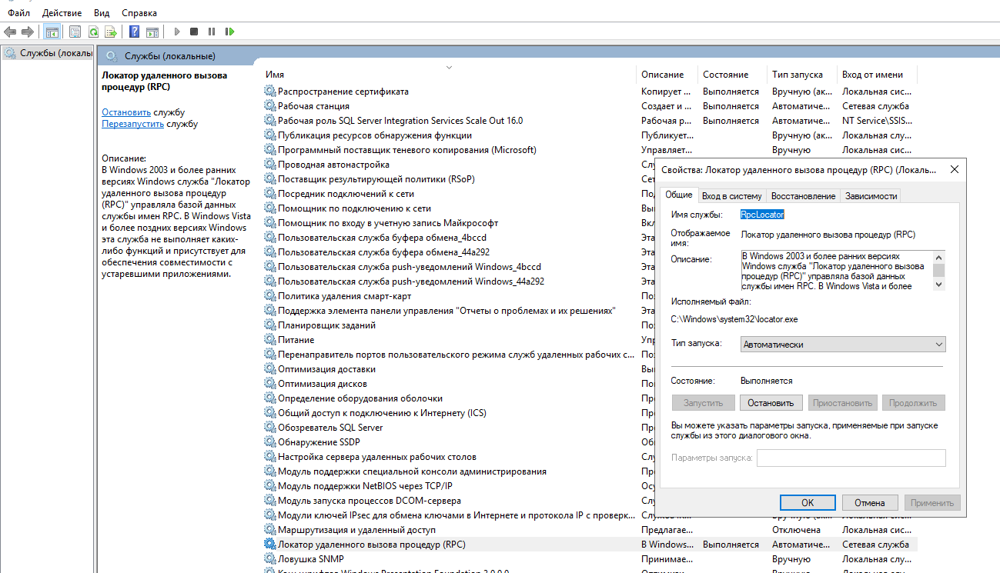 Файл Действие Вид Справка
Службы (локаль
Службы (локальные)
Локатор удаленного вызова
процедур (RPC)
Остановить службу
Перезапустить службу
Описание:
В Windows 2003 и более ранних
версиях Windows служба "Локатор
удаленного вызова процедур
(RPC)" управляла базой данных
службы имен RPC. В Windows Vista
и более поздних версиях Windows
эта служба не выполняет каких-
либо функций и присутствует для
обеспечения совместимости с
устаревшими приложениями.
Имя Описание Состояние Тип запуска Вход от имени
Распространение сертификата Копирует ... Выполняется Вручную (ак... Локальная сис...
Рабочая станция Создает и ... Выполняется Автоматиче... Сетевая служба
Рабочая роль SQL Server Integration Services Scale Out 16.0 Рабочая р... Выполняется Автоматиче... NT Service\SSIS...
Публикация ресурсов обнаружения функции Публикует... Вручную (ак... Локальная слу...
Программный поставщик теневого копирования (Microsoft) Управляет... Вручную Локальная сис...
Проводная автонастройка Слу
Поставщик результирующей политики (RSoP) Сет
Посредник подключений к сети Под
Помощник по подключению к сети Вы
Помощник по входу в учетную запись Майкрософт Вкл
Пользовательская служба буфера обмена_4bccd Эта
Пользовательская служба буфера обмена_44a292 Эта
Пользовательская служба push-уведомлений Windows_4bccd Эта
Пользовательская служба push-уведомлений Windows_44a292 Эта
Политика удаления смарт-карт Поз
Поддержка элемента панели управления "Отчеты о проблемах и их решениях" Эта
Планировщик заданий Поз
Питание Упр
Перенаправитель портов пользовательского режима служб удаленных рабочих с... Поз
Оптимизация доставки Вы
Оптимизация дисков Пов
Определение оборудования оболочки Пре
Общий доступ к подключению к Интернету (ICS) Пре
Обозреватель SQL Server Пре
Обнаружение SSDP Обн
Настройка сервера удаленных рабочих столов Слу
Модуль поддержки специальной консоли администрирования Пре
Модуль поддержки NetBIOS через TCP/IP Осу
Модуль запуска процессов DCOM-сервера Слу
Модули ключей IPsec для обмена ключами в Интернете и протокола IP с проверк...
Маршрутизация и удаленный доступ Предлагае... Отключена Локальная сис...
Локатор удаленного вызова процедур (RPC) В Windows... Выполняется Автоматиче... Сетевая служба
Ловушка SNMP Принимае... Вручную Локальная слу...
Свойства: Локатор удаленного вызова процедур (RPC) (Локаль...
Общие Вход в систему Восстановление Зависимости
Имя службы: RpcLocator
Отображаемое
имя:
Локатор удаленного вызова процедур (RPC)
Описание:
В Windows 2003 и более ранних версиях
Windows служба "Локатор удаленного вызова
процедур (RPC)" управляла базой данных
службы имен RPC. В Windows Vista и более
Исполняемый файл:
C:\Windows\system32\locator.exe
Тип запуска: Автоматически
Состояние: Выполняется
Запустить Остановить Приостановить Продолжить
Вы можете указать параметры запуска, применяемые при запуске
службы из этого диалогового окна.
Параметры запуска:
OK Отмена Применить